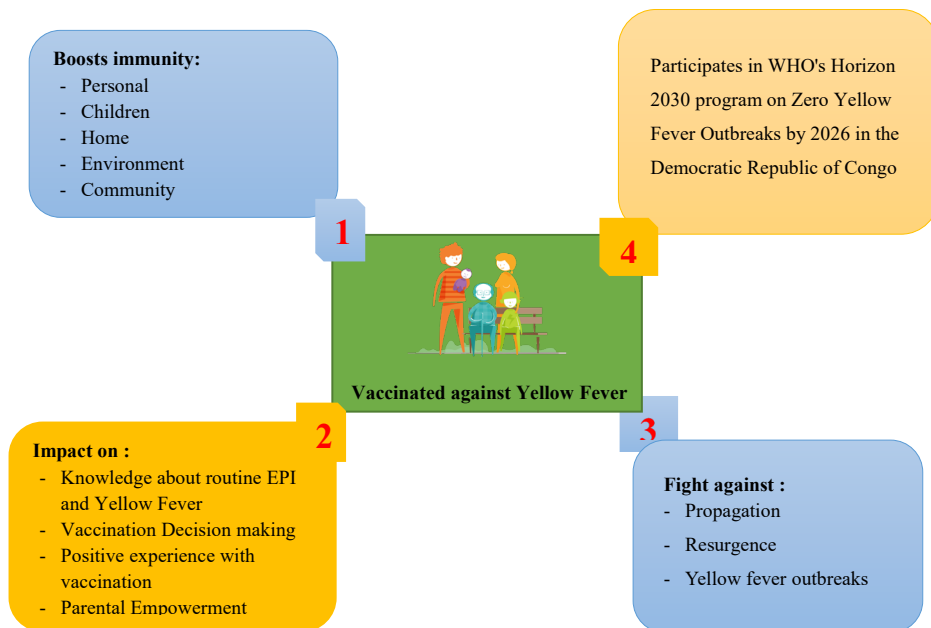 Boosts immunity:
- Personal
- Children
- Home
- Environment
- Community
1
Participates in WHO's Horizon
2030 program on Zero Yellow
Fever Outbreaks by 2026 in the
Democratic Republic of Congo
4
Vaccinated against Yellow Fever
2
Impact on :
- Knowledge about routine EPI
and Yellow Fever
- Vaccination Decision making
- Positive experience with
vaccination
- Parental Empowerment
3
Fight against :
- Propagation
- Resurgence
- Yellow fever outbreaks